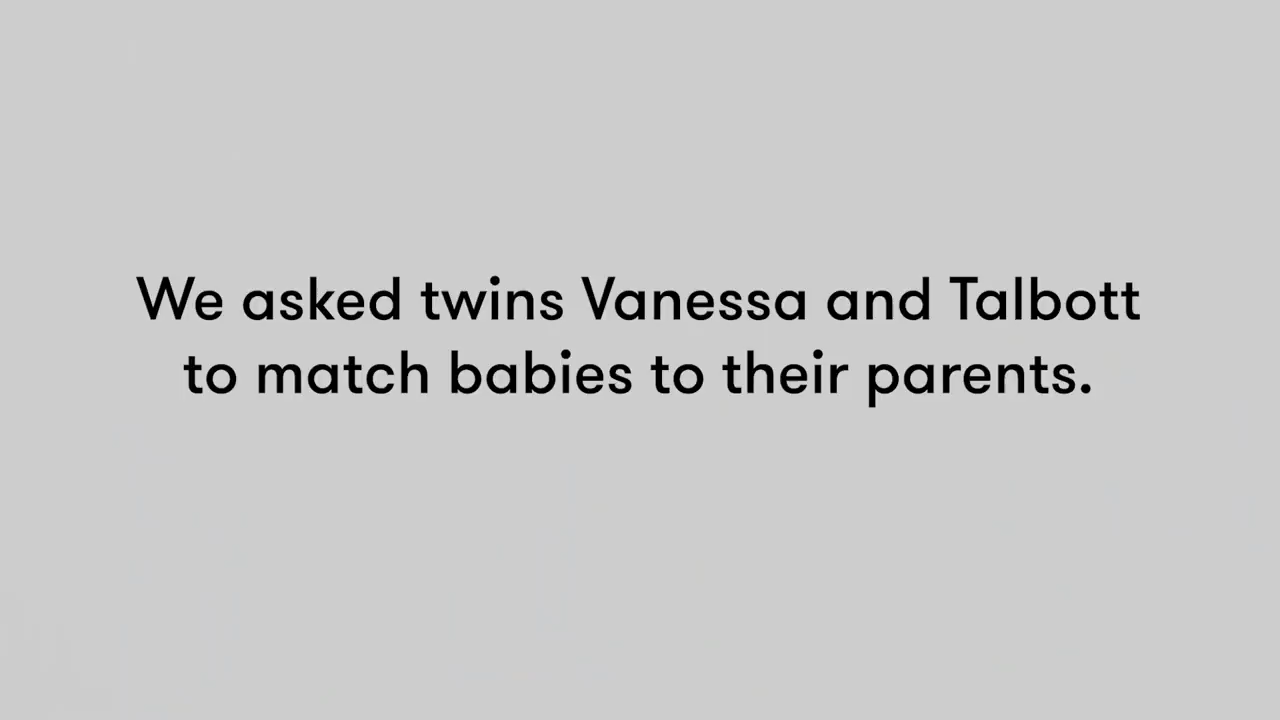 We asked twins Vanessa and Talbott
to match babies to their parents.